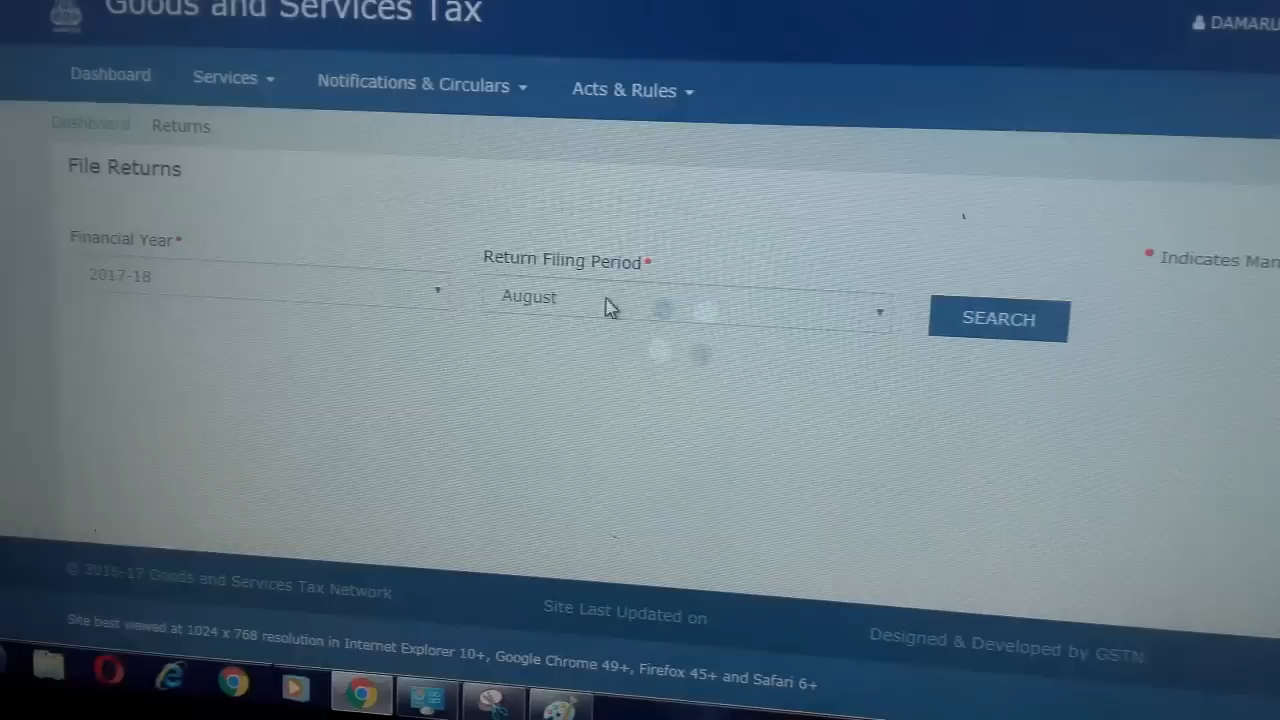 Goods and Services Tax
DAMARU
Dashboard Services Notifications & Circulars Acts & Rules
Dashboard Returns
File Returns
Financial Year•
Return Filing Period•
• Indicates Man
2017-18
August
SEARCH
© 2016-17 Goods and Services Tax Network
Site Last Updated on
Designed & Developed by GSTN
Site best viewed at 1024 x 768 resolution in Internet Explorer 10+, Google Chrome 49+, Firefox 45+ and Safari 6+